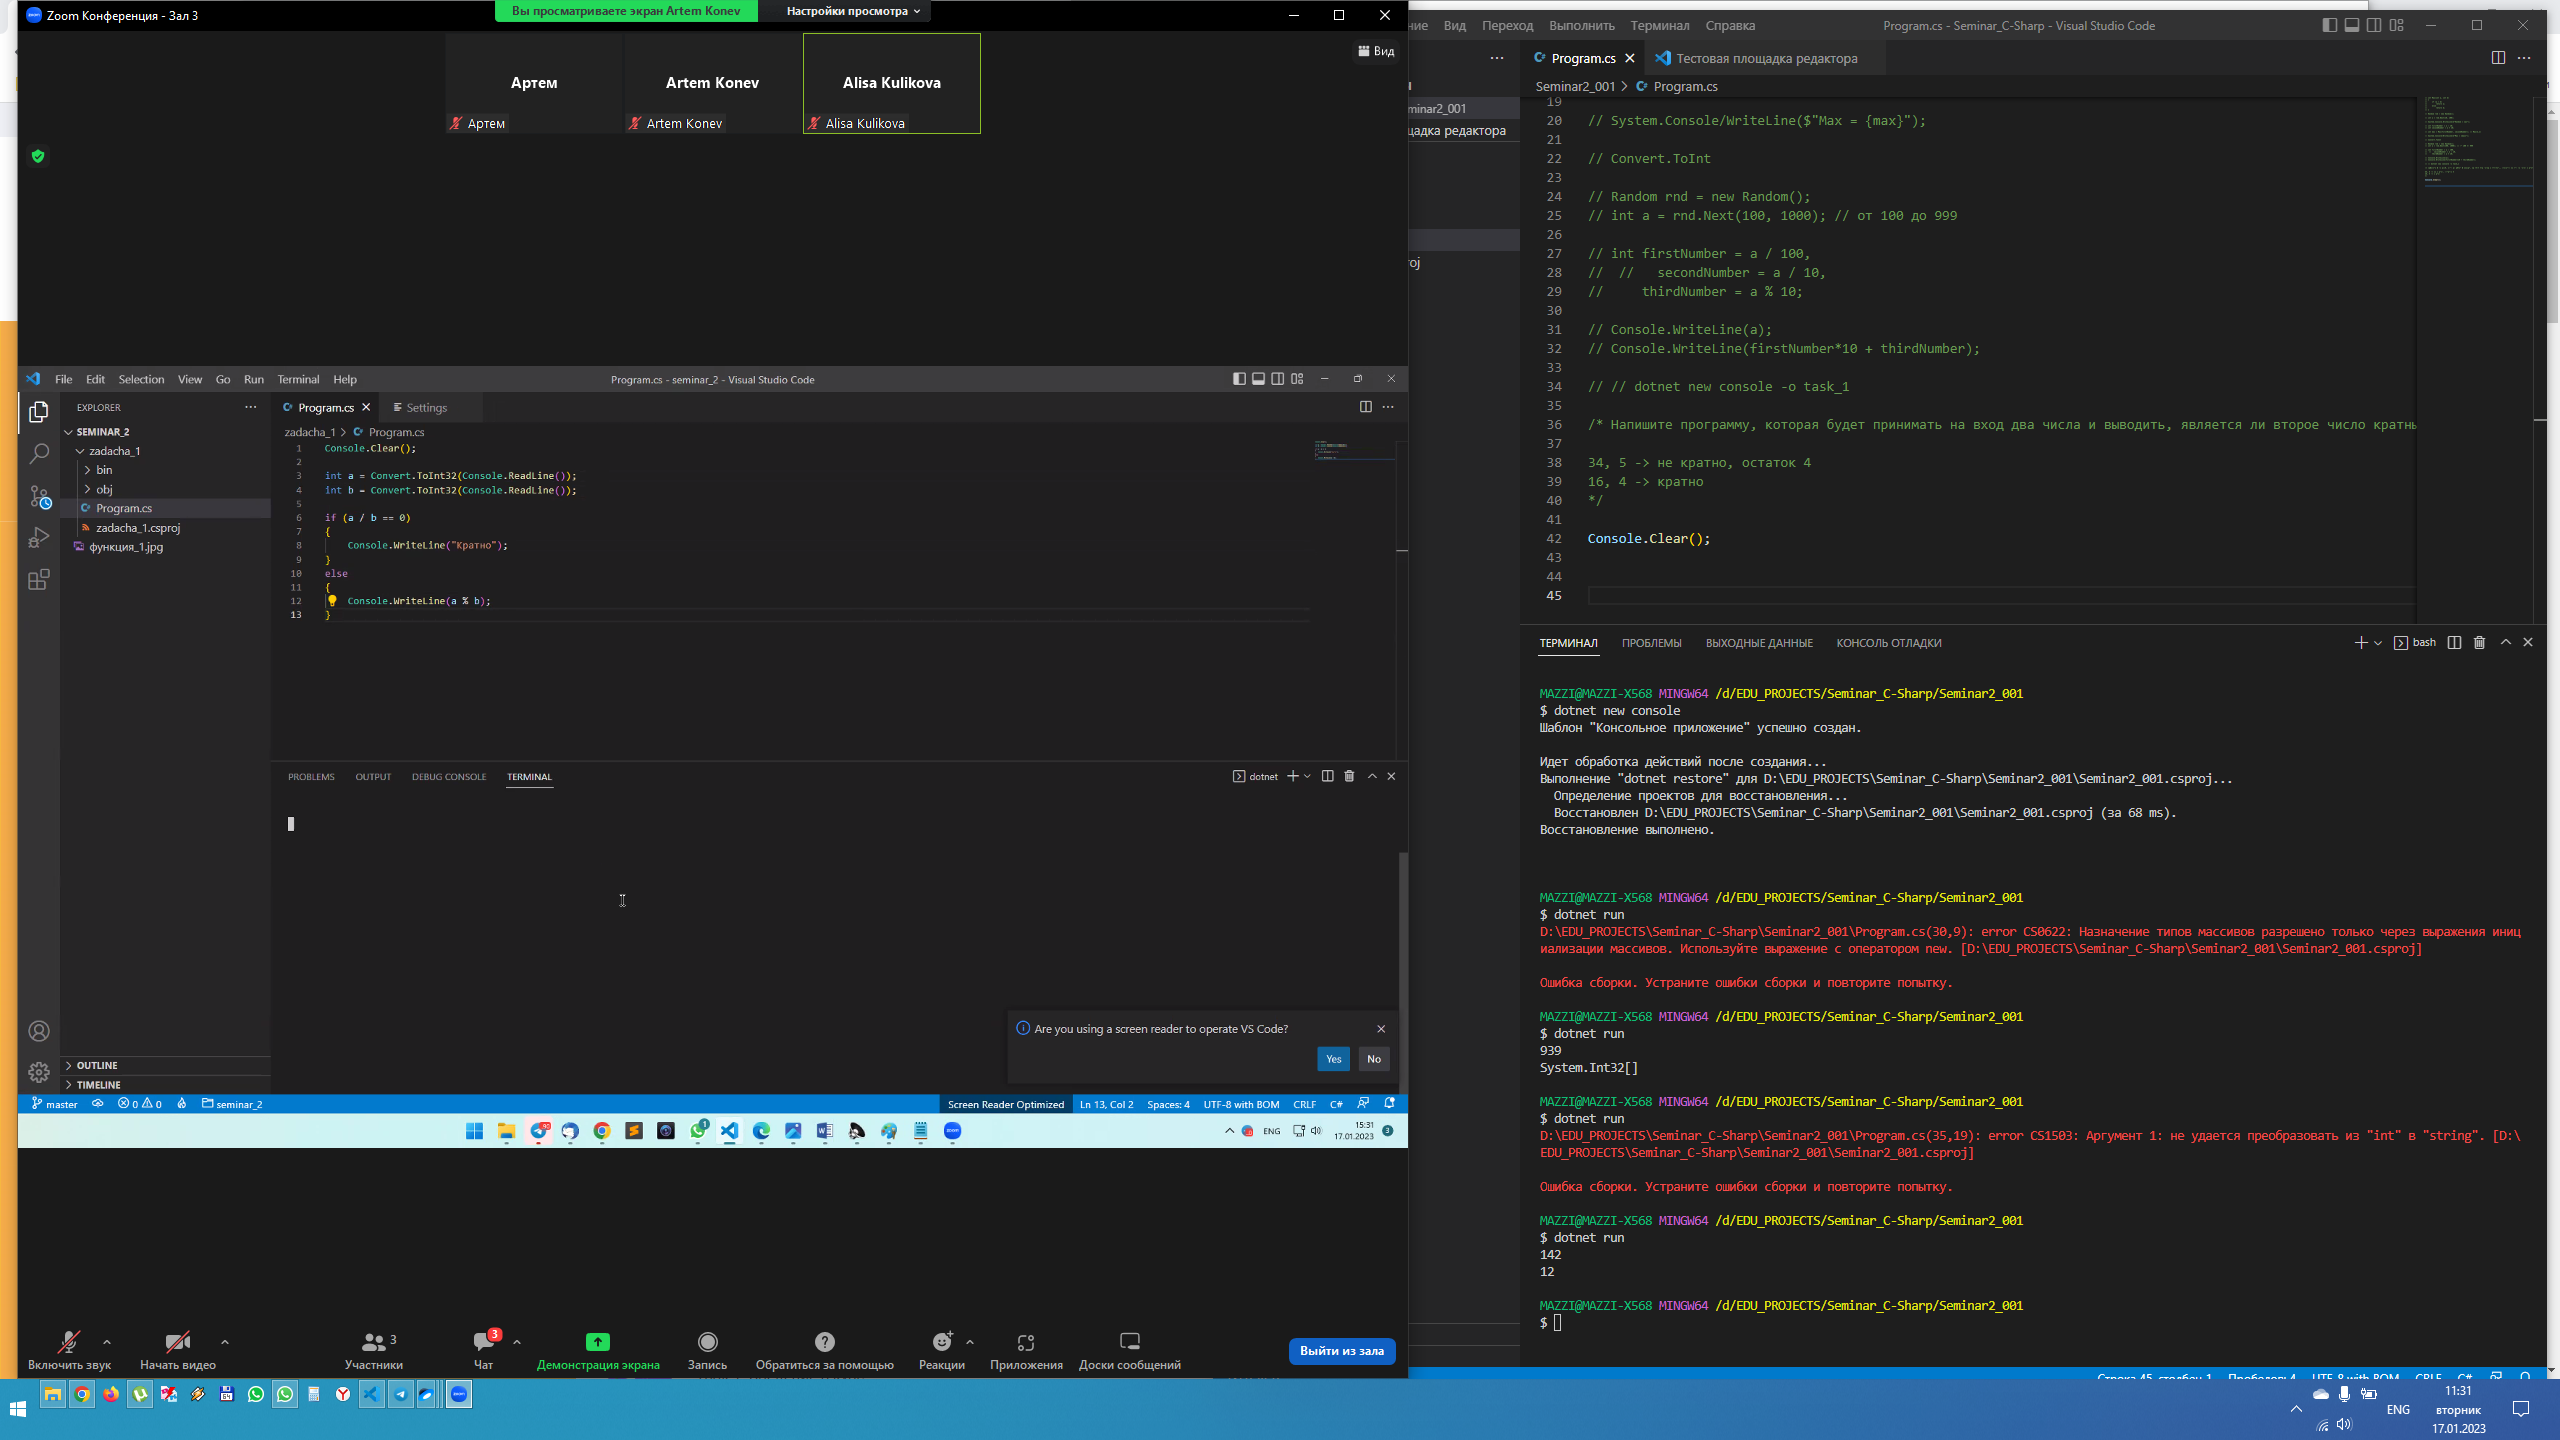 Zoom Конференция - Зал 3
Вы просматриваете экран Artem Konev
Настройки просмотра
Вид
Артем
Artem Konev
Alisa Kulikova
Артем
Artem Konev
Alisa Kulikova
File Edit Selection View Go Run Terminal Help
Program.cs - seminar_2 - Visual Studio Code
EXPLORER
SEMINAR_2
zadacha_1
bin
obj
Program.cs
zadacha_1.csproj
функция_1.jpg
OUTLINE
TIMELINE
Program.cs
Settings
zadacha_1 > Program.cs
1 Console.Clear();
2
3 int a = Convert.ToInt32(Console.ReadLine());
4 int b = Convert.ToInt32(Console.ReadLine());
5
6 if (a / b == 0)
7 {
8 Console.WriteLine("Кратно");
9 }
10 else
11 {
12 Console.WriteLine(a % b);
13 }
PROBLEMS OUTPUT DEBUG CONSOLE TERMINAL
dotnet
Are you using a screen reader to operate VS Code?
Yes No
master 0 0 seminar_2
Screen Reader Optimized Ln 13, Col 2 Spaces: 4 UTF-8 with BOM CRLF C#
ENG
15:31
17.01.2023
3
Включить звук
Начать видео
3
Участники
3
Чат
Демонстрация экрана
Запись
Обратиться за помощью
Реакции
Приложения
Доски сообщений
Выйти из зала
Вид Переход Выполнить Терминал Справка
Program.cs - Seminar_C-Sharp - Visual Studio Code
Program.cs
Тестовая площадка редактора
Seminar2_001 > Program.cs
19
20 // System.Console/WriteLine($"Max = {max}");
21
22 // Convert.ToInt
23
24 // Random rnd = new Random();
25 // int a = rnd.Next(100, 1000); // от 100 до 999
26
27 // int firstNumber = a / 100,
28 // // secondNumber = a / 10,
29 // thirdNumber = a % 10;
30
31 // Console.WriteLine(a);
32 // Console.WriteLine(firstNumber*10 + thirdNumber);
33
34 // // dotnet new console -o task_1
35
36 /* Напишите программу, которая будет принимать на вход два числа и выводить, является ли второе число кратны
37
38 34, 5 -> не кратно, остаток 4
39 16, 4 -> кратно
40 */
41
42 Console.Clear();
43
44
45
ТЕРМИНАЛ ПРОБЛЕМЫ ВЫХОДНЫЕ ДАННЫЕ КОНСОЛЬ ОТЛАДКИ
bash
MAZZI@MAZZI-X568 MINGW64 /d/EDU_PROJECTS/Seminar_C-Sharp/Seminar2_001
$ dotnet new console
Шаблон "Консольное приложение" успешно создан.
Идет обработка действий после создания...
Выполнение "dotnet restore" для D:\EDU_PROJECTS\Seminar_C-Sharp\Seminar2_001\Seminar2_001.csproj...
Определение проектов для восстановления...
Восстановлен D:\EDU_PROJECTS\Seminar_C-Sharp\Seminar2_001\Seminar2_001.csproj (за 68 ms).
Восстановление выполнено.
MAZZI@MAZZI-X568 MINGW64 /d/EDU_PROJECTS/Seminar_C-Sharp/Seminar2_001
$ dotnet run
D:\EDU_PROJECTS\Seminar_C-Sharp\Seminar2_001\Program.cs(30,9): error CS0622: Назначение типов массивов разрешено только через выражения иниц
иализации массивов. Используйте выражение с оператором new. [D:\EDU_PROJECTS\Seminar_C-Sharp\Seminar2_001\Seminar2_001.csproj]
Ошибка сборки. Устраните ошибки сборки и повторите попытку.
MAZZI@MAZZI-X568 MINGW64 /d/EDU_PROJECTS/Seminar_C-Sharp/Seminar2_001
$ dotnet run
939
System.Int32[]
MAZZI@MAZZI-X568 MINGW64 /d/EDU_PROJECTS/Seminar_C-Sharp/Seminar2_001
$ dotnet run
D:\EDU_PROJECTS\Seminar_C-Sharp\Seminar2_001\Program.cs(35,19): error CS1503: Аргумент 1: не удается преобразовать из "int" в "string". [D:\
EDU_PROJECTS\Seminar_C-Sharp\Seminar2_001\Seminar2_001.csproj]
Ошибка сборки. Устраните ошибки сборки и повторите попытку.
MAZZI@MAZZI-X568 MINGW64 /d/EDU_PROJECTS/Seminar_C-Sharp/Seminar2_001
$ dotnet run
142
12
MAZZI@MAZZI-X568 MINGW64 /d/EDU_PROJECTS/Seminar_C-Sharp/Seminar2_001
$
ENG
11:31
вторник
17.01.2023